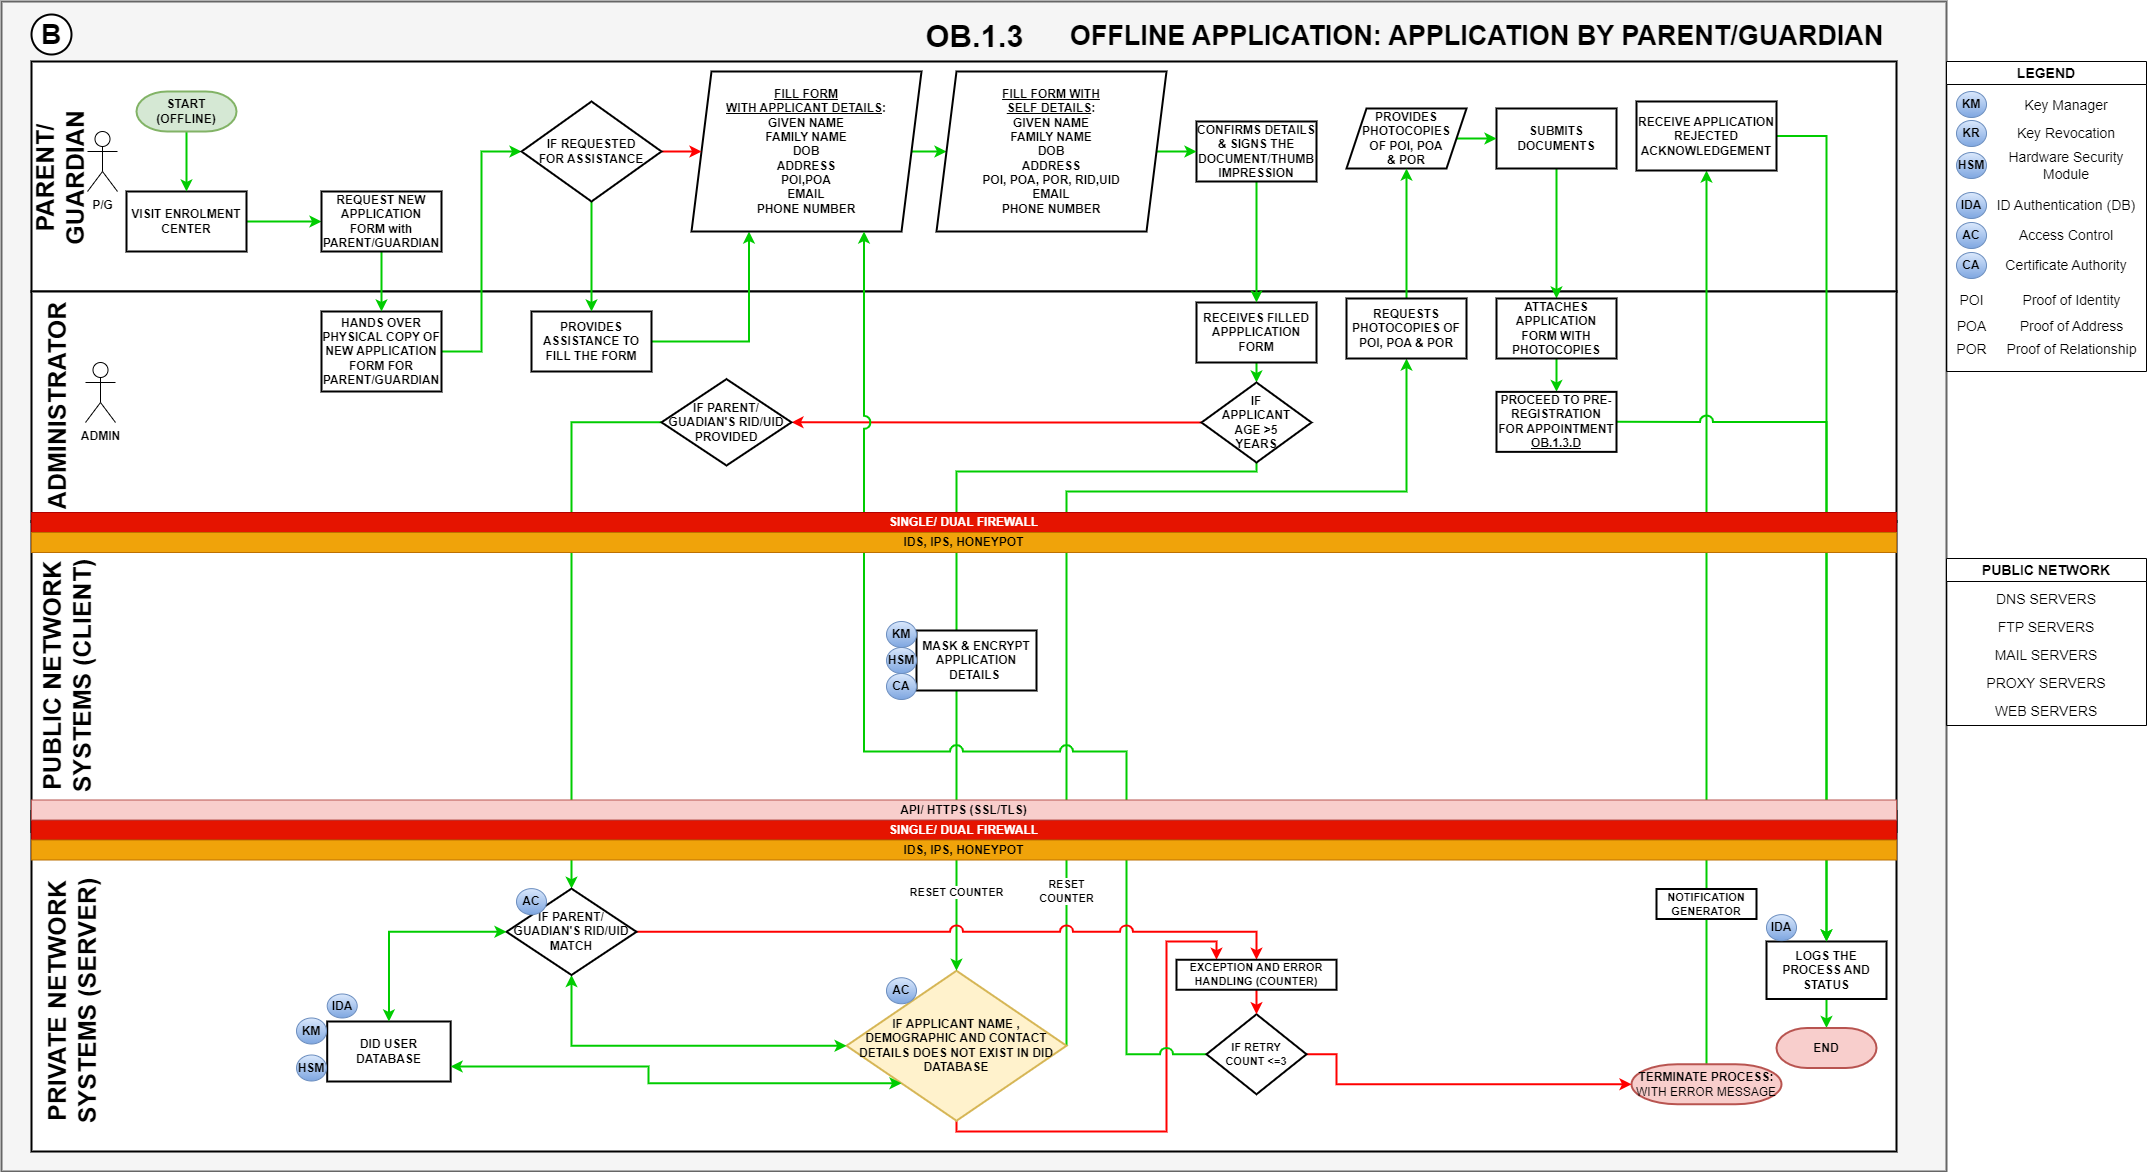 B
OB.1.3
OFFLINE APPLICATION: APPLICATION BY PARENT/GUARDIAN
PARENT/
GUARDIAN
P/G
START
(OFFLINE)
VISIT ENROLMENT
CENTER
REQUEST NEW
APPLICATION
FORM with
PARENT/GUARDIAN
IF REQUESTED
FOR ASSISTANCE
FILL FORM
WITH APPLICANT DETAILS:
GIVEN NAME
FAMILY NAME
DOB
ADDRESS
POI,POA
EMAIL
PHONE NUMBER
FILL FORM WITH
SELF DETAILS:
GIVEN NAME
FAMILY NAME
DOB
ADDRESS
POI, POA, POR, RID,UID
EMAIL
PHONE NUMBER
CONFIRMS DETAILS
& SIGNS THE
DOCUMENT/THUMB
IMPRESSION
PROVIDES
PHOTOCOPIES
OF POI, POA
& POR
SUBMITS
DOCUMENTS
RECEIVE APPLICATION
REJECTED
ACKNOWLEDGEMENT
ADMINISTRATOR
ADMIN
HANDS OVER
PHYSICAL COPY OF
NEW APPLICATION
FORM FOR
PARENT/GUARDIAN
PROVIDES
ASSISTANCE TO
FILL THE FORM
IF PARENT/
GUADIAN'S RID/UID
PROVIDED
RECEIVES FILLED
APPPLICATION
FORM
IF
APPLICANT
AGE >5
YEARS
REQUESTS
PHOTOCOPIES OF
POI, POA & POR
ATTACHES
APPLICATION
FORM WITH
PHOTOCOPIES
PROCEED TO PRE-
REGISTRATION
FOR APPOINTMENT
OB.1.3.D
SINGLE/ DUAL FIREWALL
IDS, IPS, HONEYPOT
PUBLIC NETWORK
SYSTEMS (CLIENT)
KM
HSM
CA
MASK & ENCRYPT
APPLICATION
DETAILS
API/ HTTPS (SSL/TLS)
SINGLE/ DUAL FIREWALL
IDS, IPS, HONEYPOT
PRIVATE NETWORK
SYSTEMS (SERVER)
AC
IF PARENT/
GUADIAN'S RID/UID
MATCH
RESET COUNTER
RESET
COUNTER
IDA
KM
HSM
DID USER
DATABASE
AC
IF APPLICANT NAME ,
DEMOGRAPHIC AND CONTACT
DETAILS DOES NOT EXIST IN DID
DATABASE
EXCEPTION AND ERROR
HANDLING (COUNTER)
IF RETRY
COUNT <=3
NOTIFICATION
GENERATOR
TERMINATE PROCESS:
WITH ERROR MESSAGE
IDA
LOGS THE
PROCESS AND
STATUS
END
LEGEND
KM Key Manager
KR Key Revocation
HSM Hardware Security
Module
IDA ID Authentication (DB)
AC Access Control
CA Certificate Authority
POI Proof of Identity
POA Proof of Address
POR Proof of Relationship
PUBLIC NETWORK
DNS SERVERS
FTP SERVERS
MAIL SERVERS
PROXY SERVERS
WEB SERVERS